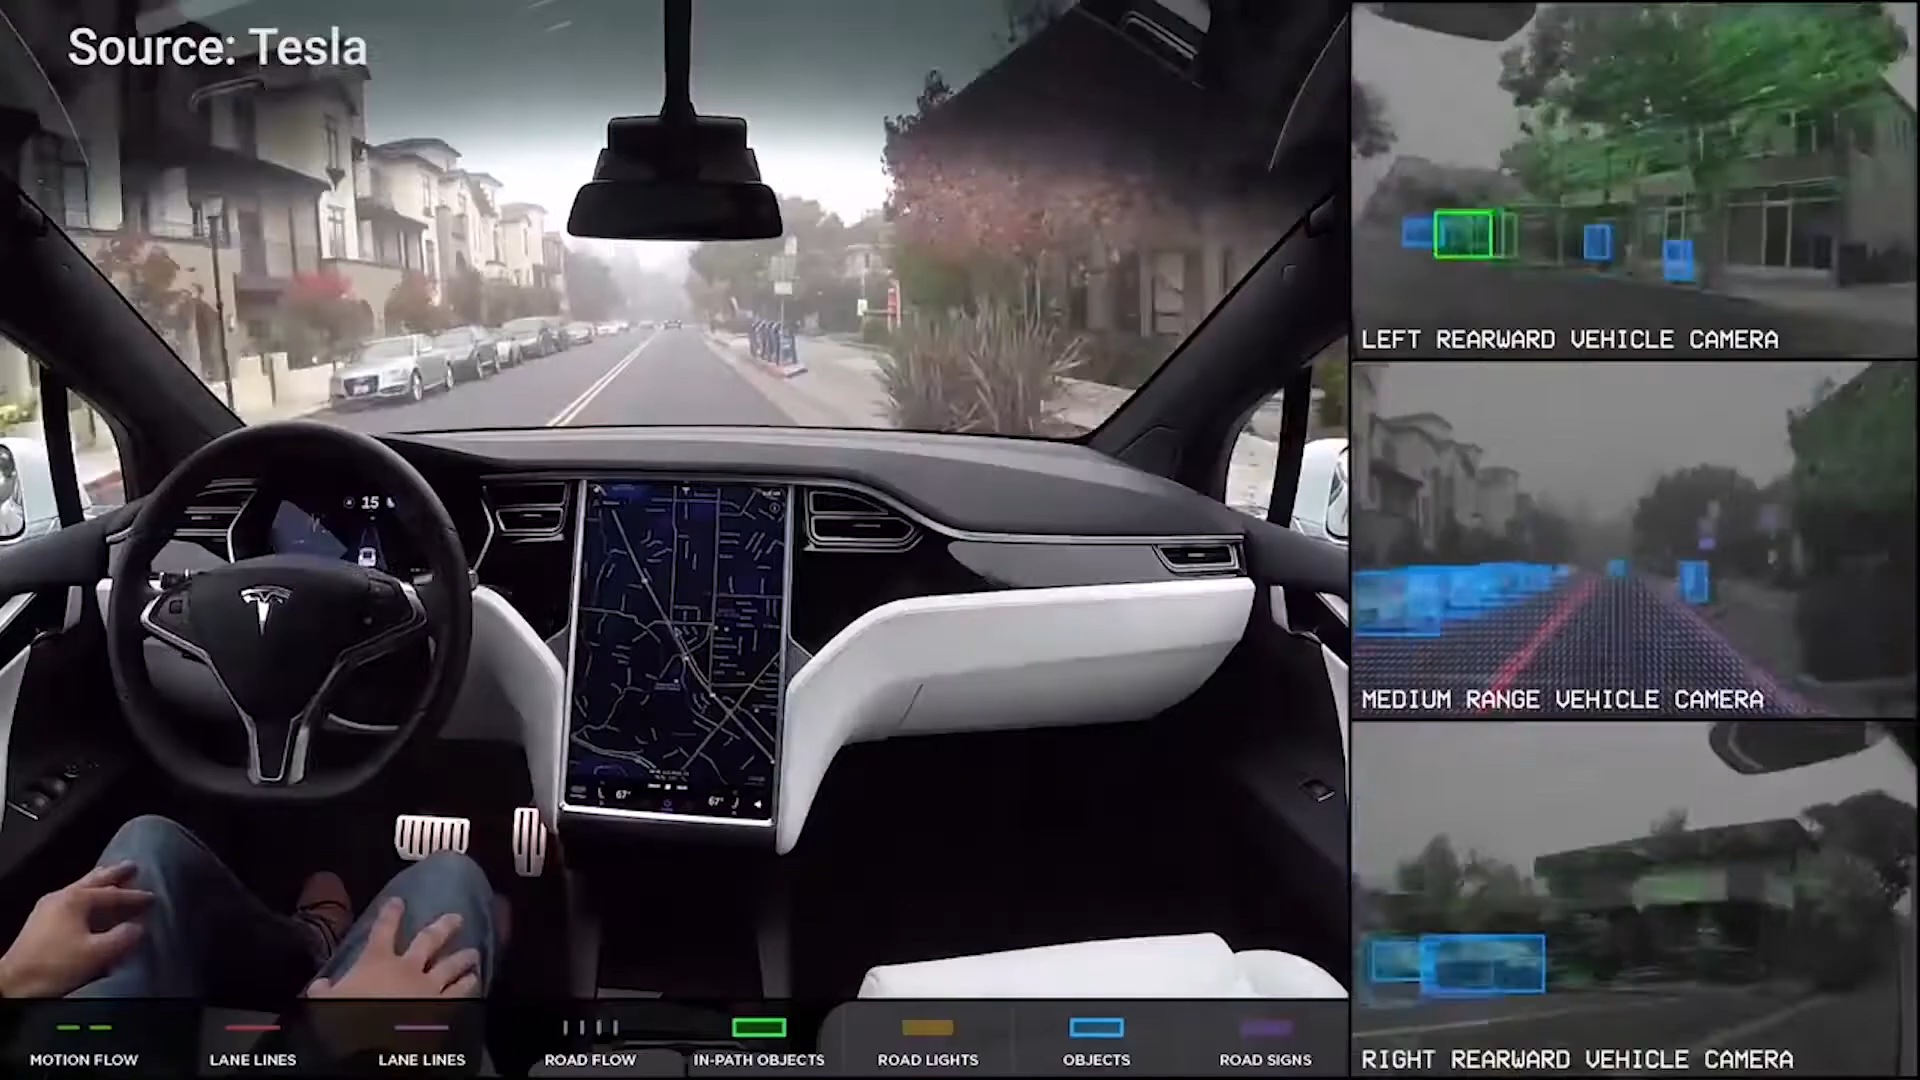 Source: Tesla
15
67°
67°
LEFT REARWARD VEHICLE CAMERA
MEDIUM RANGE VEHICLE CAMERA
RIGHT REARWARD VEHICLE CAMERA
MOTION FLOW
LANE LINES
LANE LINES
ROAD FLOW
IN-PATH OBJECTS
ROAD LIGHTS
OBJECTS
ROAD SIGNS